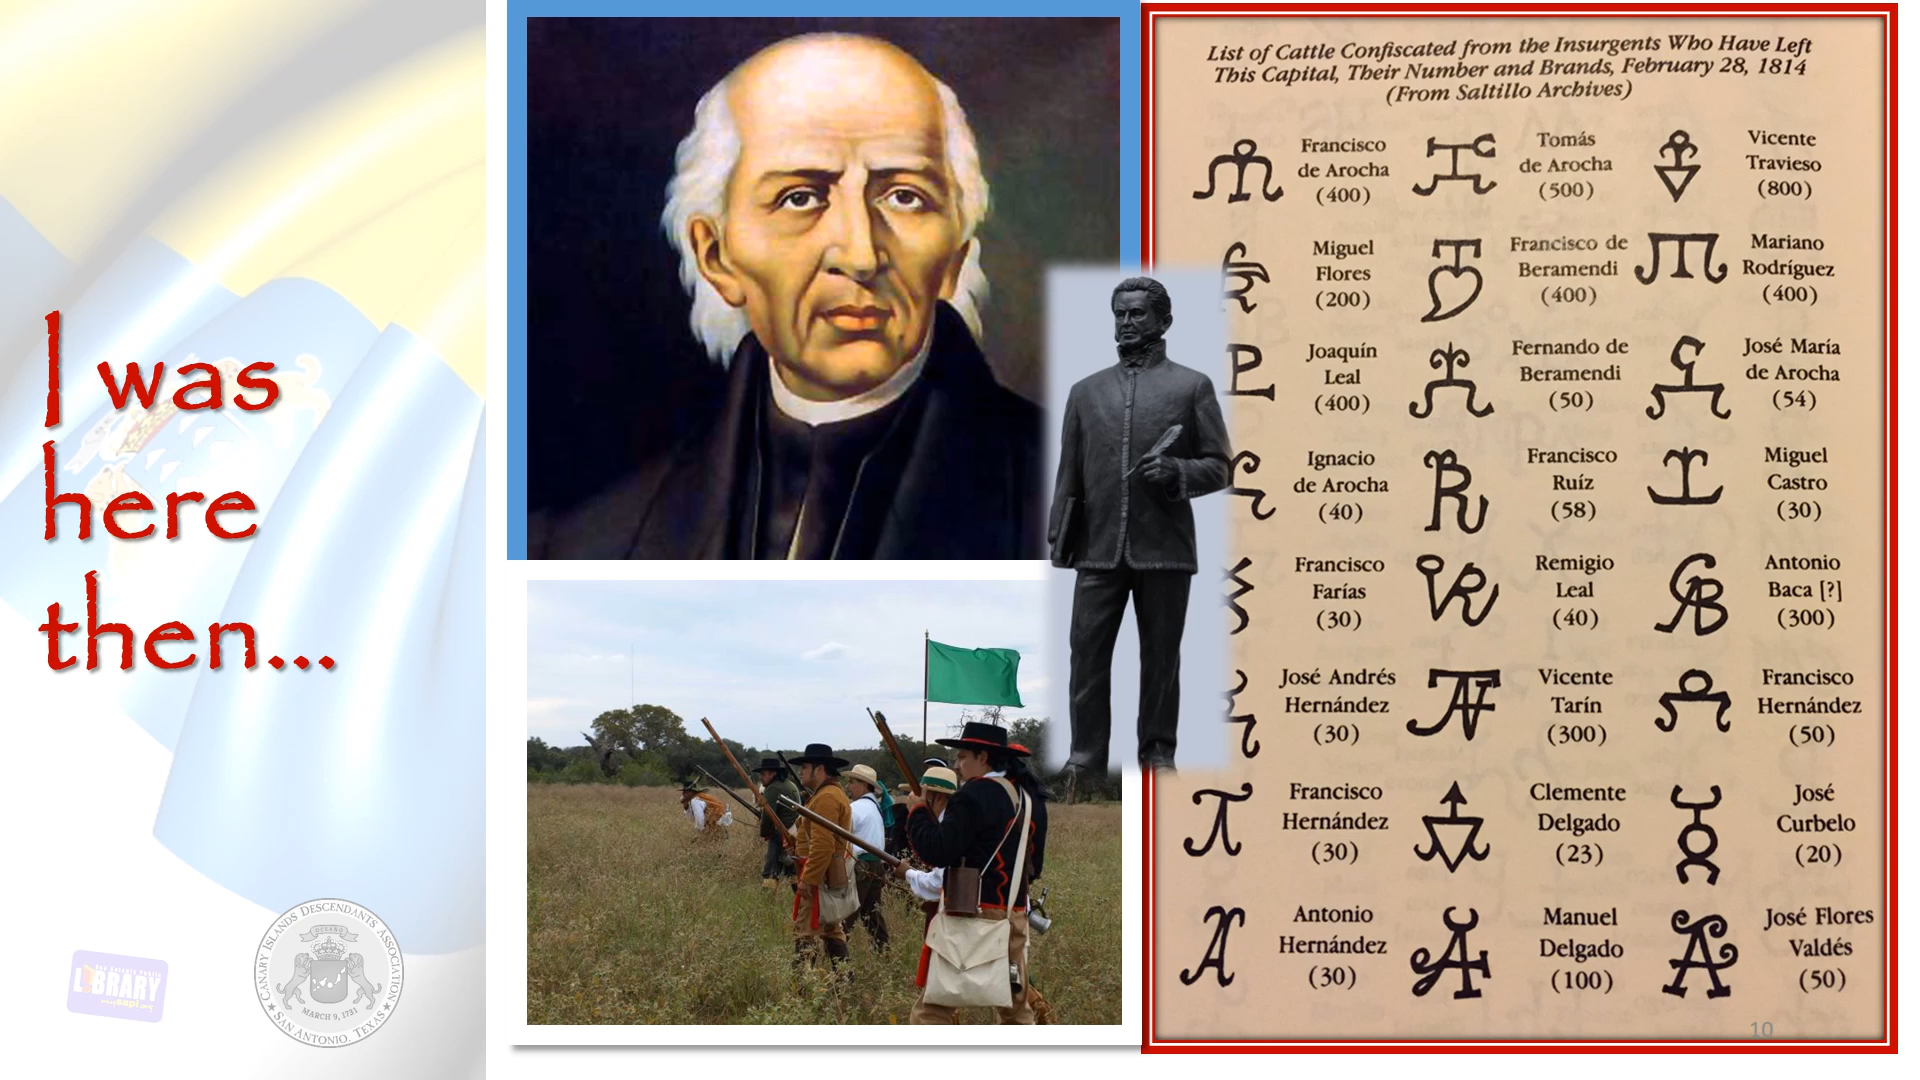 I was
here
then...
LIBRARY
CANARY ISLANDS DESCENDANTS ASSOCIATION
OCEANO
MARCH 9, 1731
SAN ANTONIO, TEXAS
List of Cattle Confiscated from the Insurgents Who Have Left
This Capital, Their Number and Brands, February 28, 1814
(From Saltillo Archives)
Francisco
de Arocha
(400)
Tomás
de Arocha
(500)
Vicente
Travieso
(800)
Miguel
Flores
(200)
Francisco de
Beramendi
(400)
Mariano
Rodríguez
(400)
Joaquín
Leal
(400)
Fernando de
Beramendi
(50)
José María
de Arocha
(54)
Ignacio
de Arocha
(40)
Francisco
Ruíz
(58)
Miguel
Castro
(30)
Francisco
Farías
(30)
Remigio
Leal
(40)
Antonio
Baca [?]
(300)
José Andrés
Hernández
(30)
Vicente
Tarín
(300)
Francisco
Hernández
(50)
Francisco
Hernández
(30)
Clemente
Delgado
(23)
José
Curbelo
(20)
Antonio
Hernández
(30)
Manuel
Delgado
(100)
José Flores
Valdés
(50)
10